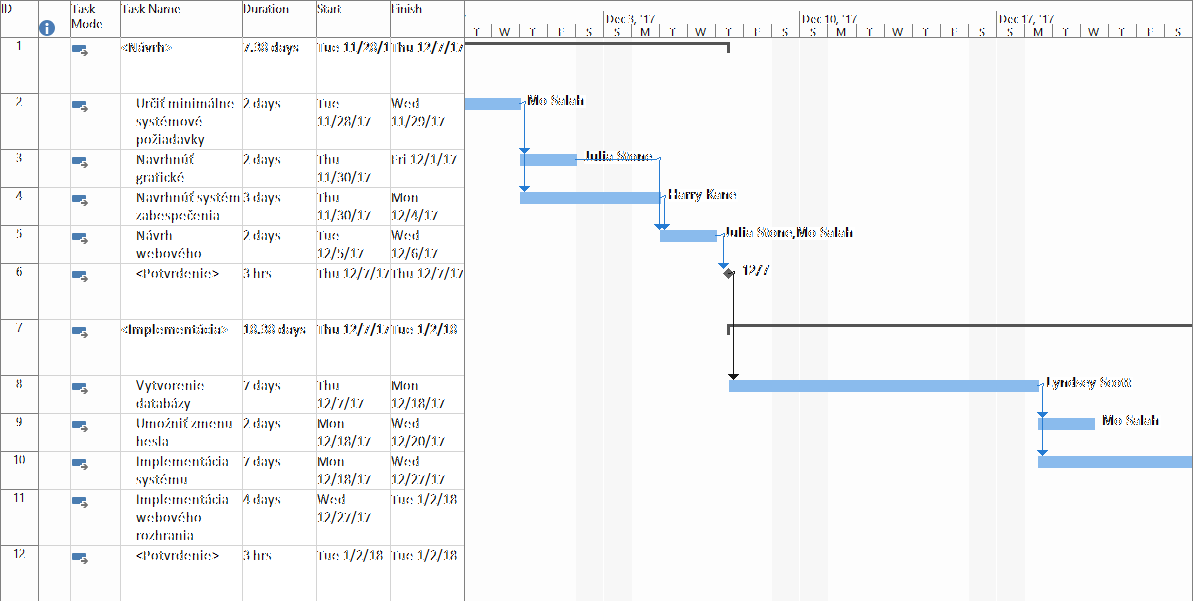 ID Task Mode Task Name Duration Start Finish
Dec 3, '17 Dec 10, '17 Dec 17, '17
T W T F S S M T W T F S S M T W T F S S M T W T F S
1 <Návrh> 7.38 days Tue 11/28/1 Thu 12/7/17
2 Určiť minimálne 2 days Tue Wed Mo Salah
systémové 11/28/17 11/29/17
požiadavky
3 Navrhnúť 2 days Thu Fri 12/1/17 Julia Stone
grafické 11/30/17
4 Navrhnúť systém 3 days Thu Mon Harry Kane
zabespečenia 11/30/17 12/4/17
5 Návrh 2 days Tue Wed Julia Stone,Mo Salah
webového 12/5/17 12/6/17
6 <Potvrdenie> 3 hrs Thu 12/7/17 Thu 12/7/17 12/7
7 <Implementácia> 18.38 days Thu 12/7/17 Tue 1/2/18
8 Vytvorenie 7 days Thu Mon Lyndsey Scott
databázy 12/7/17 12/18/17
9 Umožniť zmenu 2 days Mon Wed Mo Salah
hesla 12/18/17 12/20/17
10 Implementácia 7 days Mon Wed
systému 12/18/17 12/27/17
11 Implementácia 4 days Wed Tue 1/2/18
webového 12/27/17
rozhrania
12 <Potvrdenie> 3 hrs Tue 1/2/18 Tue 1/2/18